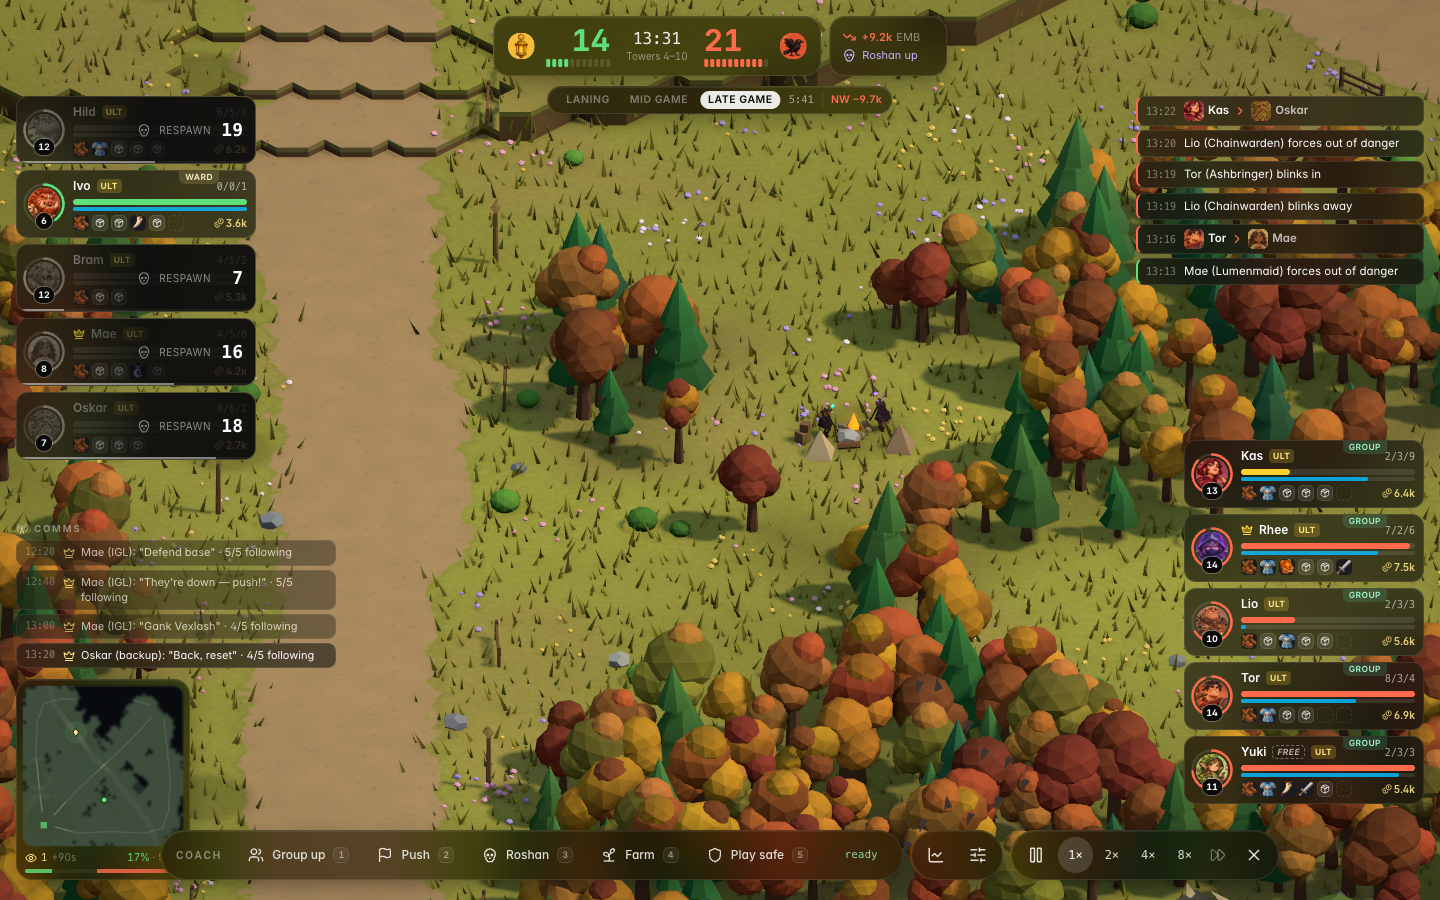 14 13:31 21
Towers 4–10
+9.2k EMB
Roshan up
LANING MID GAME LATE GAME 5:41 NW −9.7k
Hild ULT 6/5/3
RESPAWN 19
12
6.2k
WARD
Ivo ULT 0/0/1
6
3.6k
Bram ULT 4/5/2
RESPAWN 7
12
5.3k
Mae ULT 4/5/0
RESPAWN 16
8
4.2k
Oskar ULT 0/6/2
RESPAWN 18
7
2.7k
13:22 Kas > Oskar
13:20 Lio (Chainwarden) forces out of danger
13:19 Tor (Ashbringer) blinks in
13:19 Lio (Chainwarden) blinks away
13:16 Tor > Mae
13:13 Mae (Lumenmaid) forces out of danger
GROUP
Kas ULT 2/3/9
13
6.4k
GROUP
Rhee ULT 7/2/6
14
7.5k
GROUP
Lio ULT 2/3/3
10
5.6k
GROUP
Tor ULT 8/3/4
14
6.9k
GROUP
Yuki FREE ULT 2/3/3
11
5.4k
COMMS
12:20 Mae (IGL): "Defend base" · 5/5 following
12:40 Mae (IGL): "They're down — push!" · 5/5
following
13:00 Mae (IGL): "Gank Vexlash" · 4/5 following
13:20 Oskar (backup): "Back, reset" · 4/5 following
1 +90s 17%
COACH Group up 1 Push 2 Roshan 3 Farm 4 Play safe 5 ready
1× 2× 4× 8×